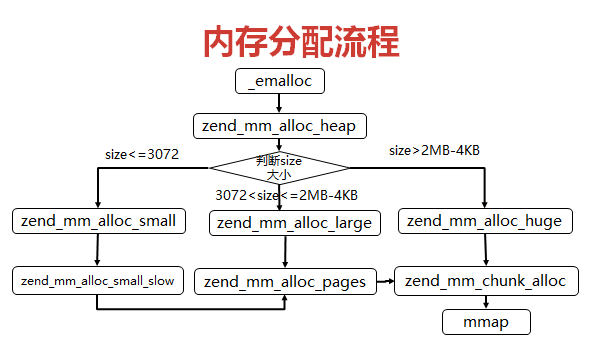 内存分配流程
_emalloc
zend_mm_alloc_heap
size<=3072
判断size
大小
size>2MB-4KB
3072<size<=2MB-4KB
zend_mm_alloc_small
zend_mm_alloc_large
zend_mm_alloc_huge
zend_mm_alloc_small_slow
zend_mm_alloc_pages
zend_mm_chunk_alloc
mmap